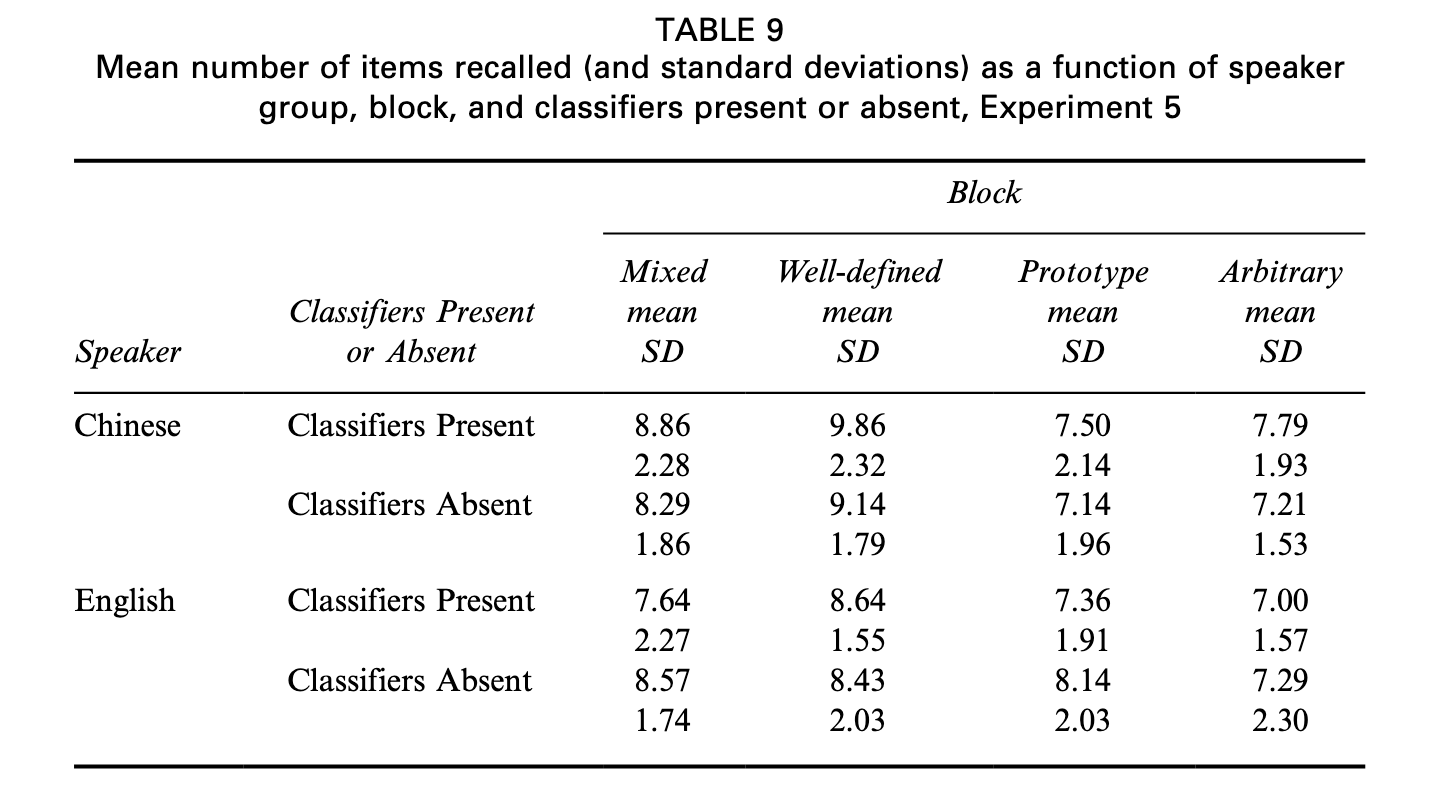 TABLE 9
Mean number of items recalled (and standard deviations) as a function of speaker
group, block, and classifiers present or absent, Experiment 5
Block
Mixed Well-defined Prototype Arbitrary
Classifiers Present mean mean mean mean
Speaker or Absent SD SD SD SD
Chinese Classifiers Present 8.86 9.86 7.50 7.79
2.28 2.32 2.14 1.93
Classifiers Absent 8.29 9.14 7.14 7.21
1.86 1.79 1.96 1.53
English Classifiers Present 7.64 8.64 7.36 7.00
2.27 1.55 1.91 1.57
Classifiers Absent 8.57 8.43 8.14 7.29
1.74 2.03 2.03 2.30